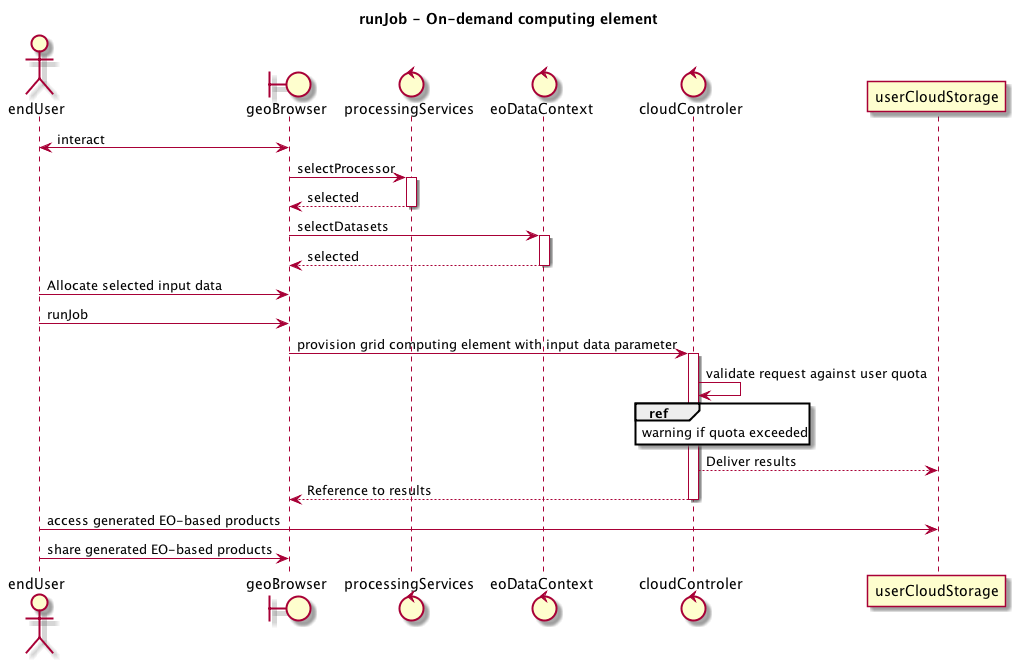 runJob - On-demand computing element
endUser
geoBrowser
processingServices
eoDataContext
cloudControler
userCloudStorage
interact
selectProcessor
selected
selectDatasets
selected
Allocate selected input data
runJob
provision grid computing element with input data parameter
validate request against user quota
ref
warning if quota exceeded
Deliver results
Reference to results
access generated EO-based products
share generated EO-based products
endUser
geoBrowser
processingServices
eoDataContext
cloudControler
userCloudStorage